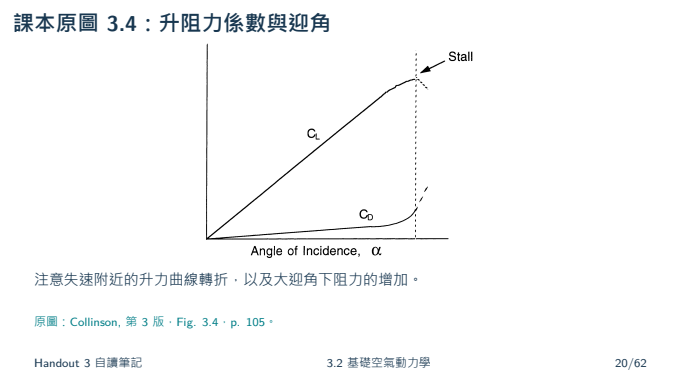 課本原圖 3.4：升阻力係數與迎角
Stall
CL
CD
Angle of Incidence, α
注意失速附近的升力曲線轉折，以及大迎角下阻力的增加。
原圖：Collinson, 第 3 版，Fig. 3.4，p. 105。
Handout 3 自讀筆記
3.2 基礎空氣動力學
20/62